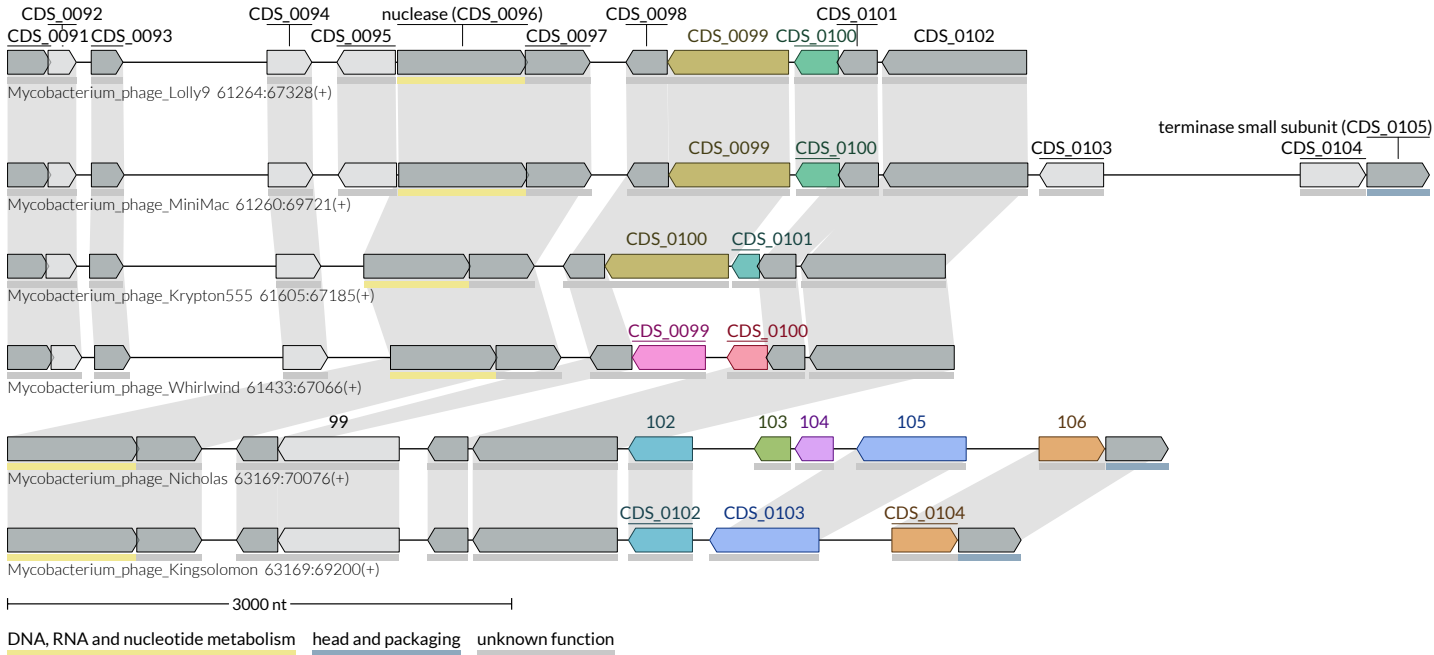 CDS_0092 CDS_0094 nuclease (CDS_0096) CDS_0098 CDS_0101
CDS_0091 CDS_0093 CDS_0095 CDS_0097 CDS_0099 CDS_0100 CDS_0102
Mycobacterium_phage_Lolly9 61264:67328(+)
terminase small subunit (CDS_0105)
CDS_0099 CDS_0100 CDS_0103 CDS_0104
Mycobacterium_phage_MiniMac 61260:69721(+)
CDS_0100 CDS_0101
Mycobacterium_phage_Krypton555 61605:67185(+)
CDS_0099 CDS_0100
Mycobacterium_phage_Whirlwind 61433:67066(+)
99 102 103 104 105 106
Mycobacterium_phage_Nicholas 63169:70076(+)
CDS_0102 CDS_0103 CDS_0104
Mycobacterium_phage_Kingsolomon 63169:69200(+)
3000 nt
DNA, RNA and nucleotide metabolism head and packaging unknown function